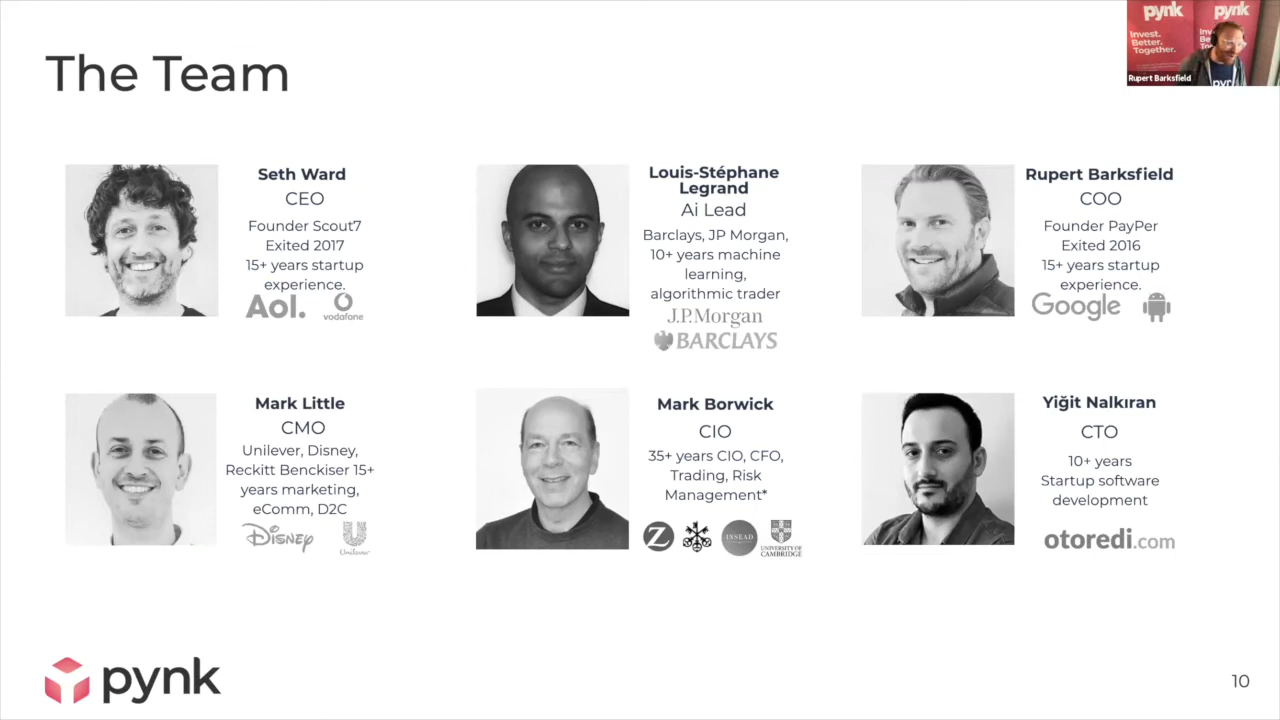 The Team
pynk
pynk
Invest.
Better.
Together.
Rupert Barksfield
Seth Ward
CEO
Founder Scout7
Exited 2017
15+ years startup
experience.
Aol.
vodafone
Louis-Stéphane
Legrand
Ai Lead
Barclays, JP Morgan,
10+ years machine
learning,
algorithmic trader
J.P.Morgan
BARCLAYS
Rupert Barksfield
COO
Founder PayPer
Exited 2016
15+ years startup
experience.
Google
Mark Little
CMO
Unilever, Disney,
Reckitt Benckiser 15+
years marketing,
eComm, D2C
Disney
Unilever
Mark Borwick
CIO
35+ years CIO, CFO,
Trading, Risk
Management*
Z
INSEAD
UNIVERSITY OF
CAMBRIDGE
Yiğit Nalkıran
CTO
10+ years
Startup software
development
otoredi.com
pynk
10